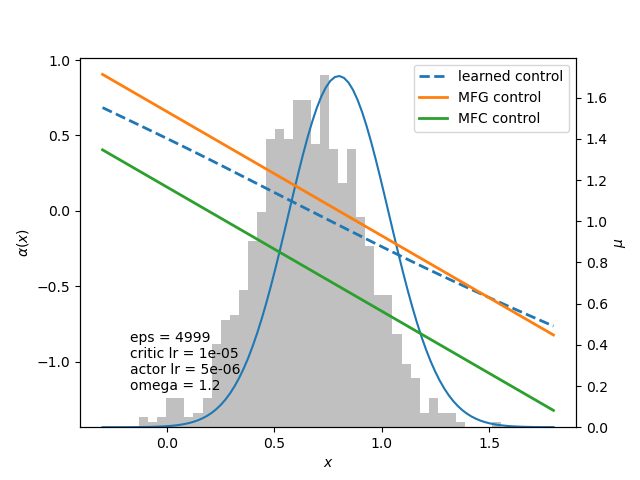 learned control
MFG control
MFC control
1.0
0.5
0.0
−0.5
−1.0
α(x)
1.6
1.4
1.2
1.0
0.8
0.6
0.4
0.2
0.0
μ
eps = 4999
critic lr = 1e-05
actor lr = 5e-06
omega = 1.2
0.0 0.5 1.0 1.5
x